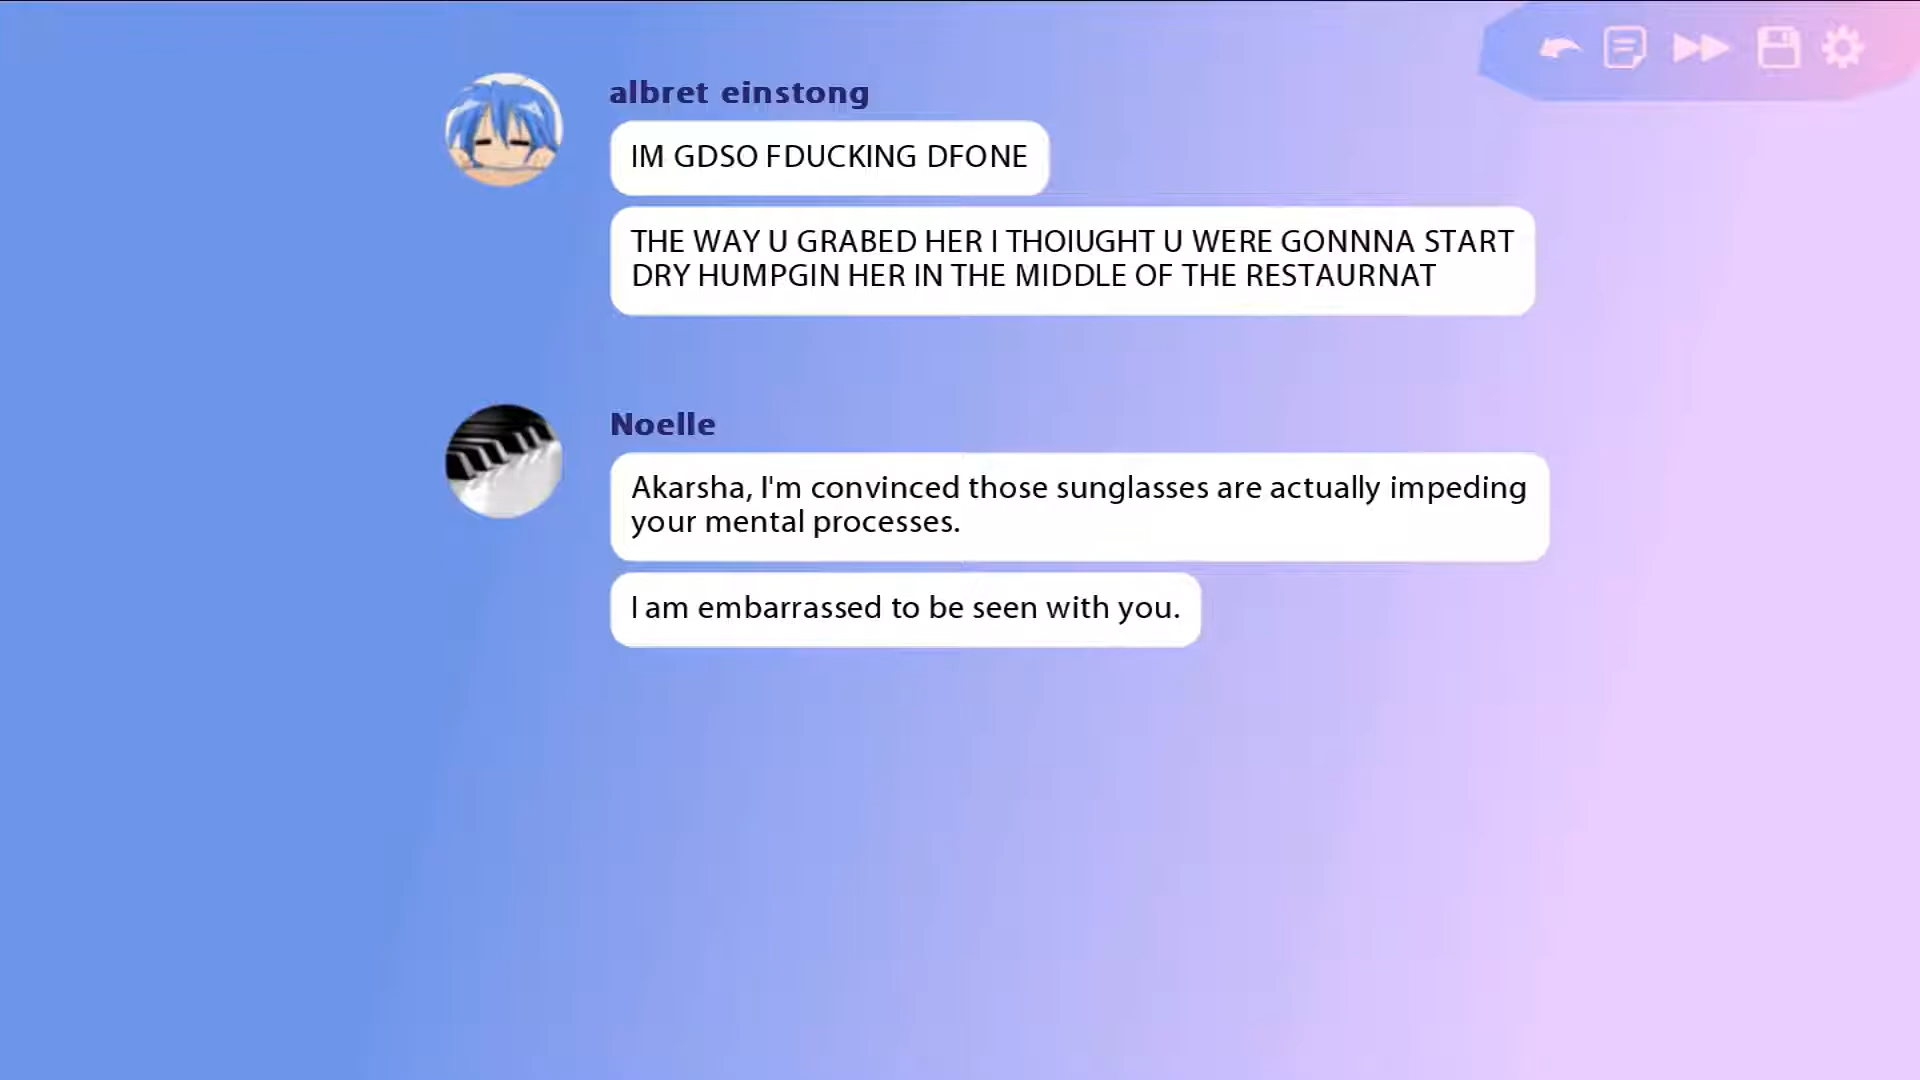 albret einstong
IM GDSO FDUCKING DFONE
THE WAY U GRABED HER I THOIUGHT U WERE GONNNA START
DRY HUMPGIN HER IN THE MIDDLE OF THE RESTAURNAT
Noelle
Akarsha, I'm convinced those sunglasses are actually impeding
your mental processes.
I am embarrassed to be seen with you.